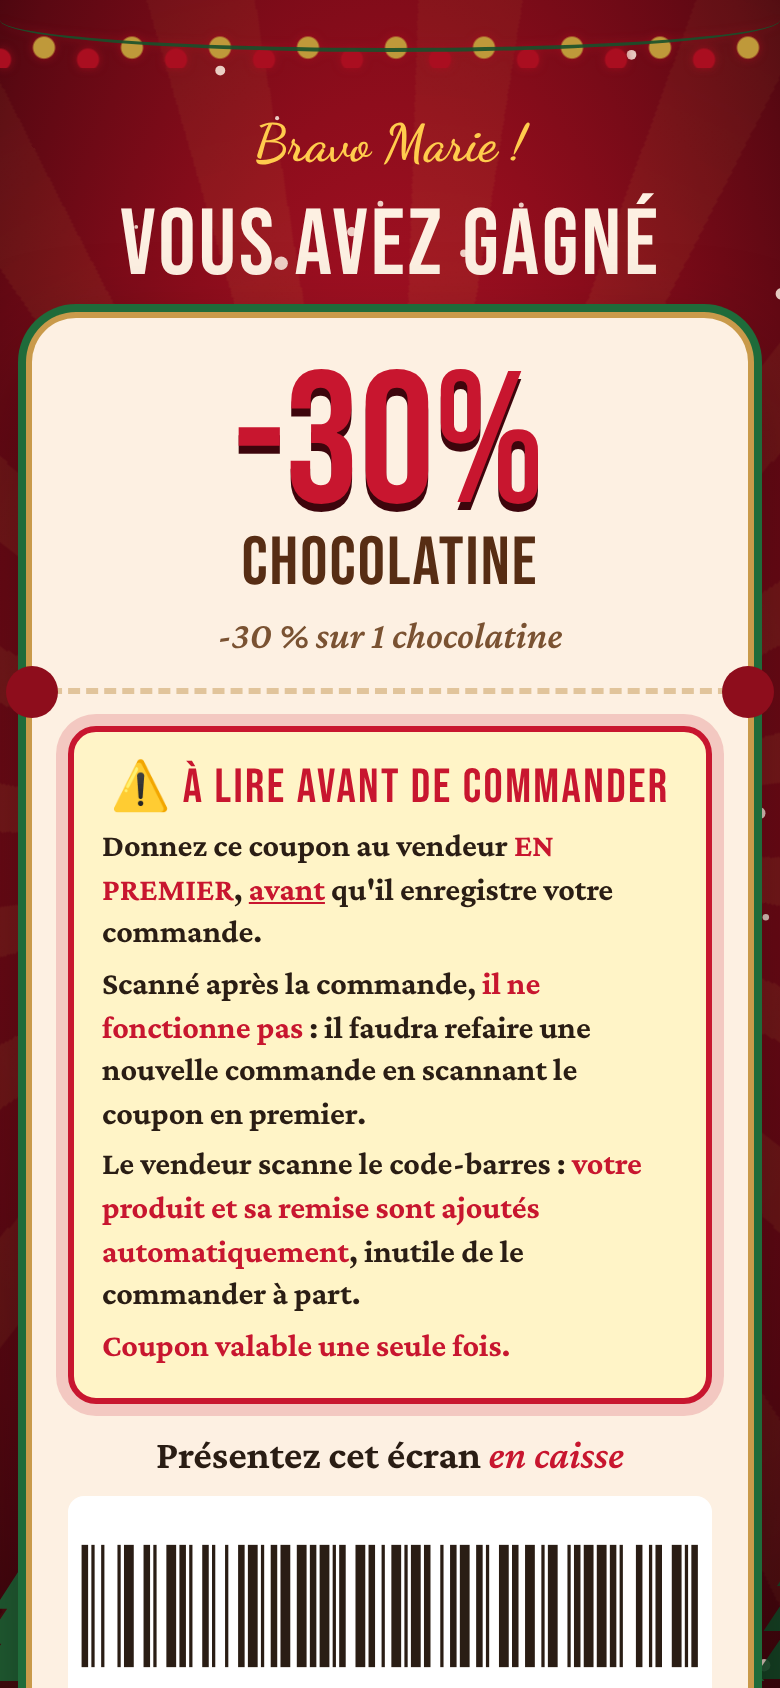 Bravo Marie !
VOUS AVEZ GAGNÉ
-30%
CHOCOLATINE
-30 % sur 1 chocolatine
⚠️ À LIRE AVANT DE COMMANDER
Donnez ce coupon au vendeur EN
PREMIER, avant qu'il enregistre votre
commande.
Scanné après la commande, il ne
fonctionne pas : il faudra refaire une
nouvelle commande en scannant le
coupon en premier.
Le vendeur scanne le code-barres : votre
produit et sa remise sont ajoutés
automatiquement, inutile de le
commander à part.
Coupon valable une seule fois.
Présentez cet écran en caisse